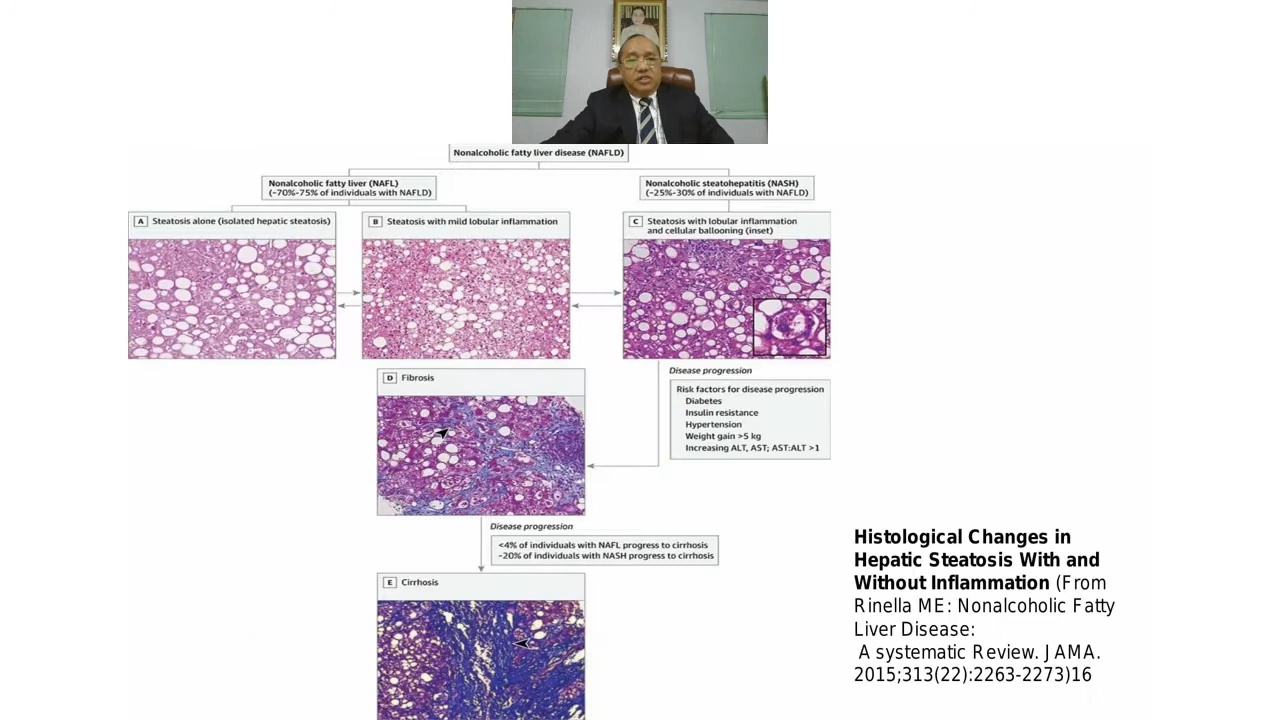 Nonalcoholic fatty liver disease (NAFLD)
Nonalcoholic fatty liver (NAFL)
(~70%-75% of individuals with NAFLD)
Nonalcoholic steatohepatitis (NASH)
(~25%-30% of individuals with NAFLD)
A Steatosis alone (isolated hepatic steatosis)
B Steatosis with mild lobular inflammation
C Steatosis with lobular inflammation
and cellular ballooning (inset)
Disease progression
Risk factors for disease progression
Diabetes
Insulin resistance
Hypertension
Weight gain >5 kg
Increasing ALT, AST; AST:ALT >1
D Fibrosis
Disease progression
<4% of individuals with NAFL progress to cirrhosis
~20% of individuals with NASH progress to cirrhosis
E Cirrhosis
Histological Changes in
Hepatic Steatosis With and
Without Inflammation (From
Rinella ME: Nonalcoholic Fatty
Liver Disease:
A systematic Review. JAMA.
2015;313(22):2263-2273)16